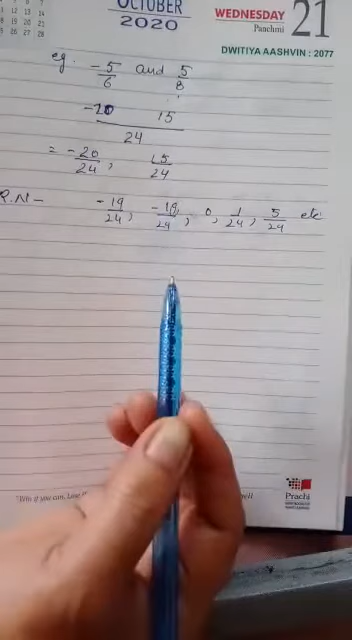 OCTOBER
2020
WEDNESDAY
Panchmi
21
DWITIYA AASHVIN : 2077
eg. -5/6 and 5/8
-20 15
24
= -20/24, 15/24
R.N - -19/24, -18/24, 0, 1/24, 5/24 etc
Prachi